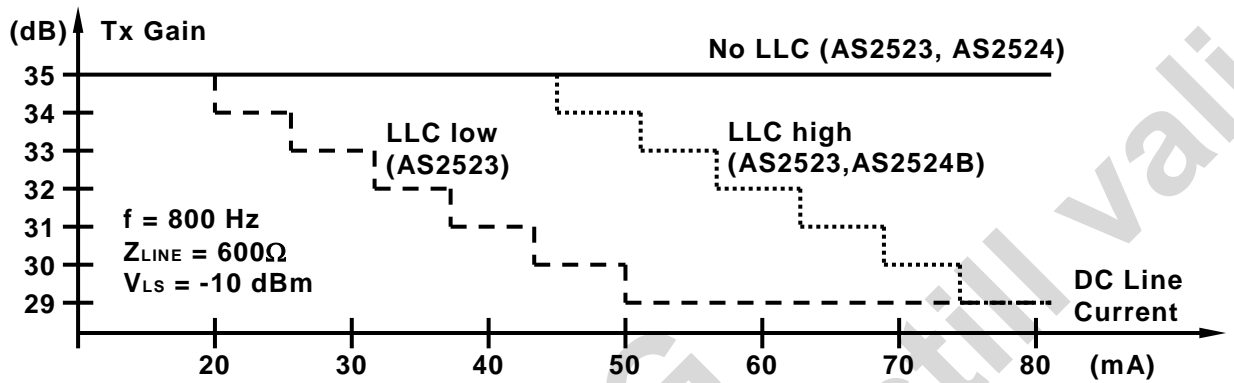 (dB) Tx Gain
No LLC (AS2523, AS2524)
35
34
33
32
31
30
29
LLC low
(AS2523)
LLC high
(AS2523,AS2524B)
f = 800 Hz
ZLINE = 600Ω
VLS = -10 dBm
DC Line
Current
20 30 40 50 60 70 80 (mA)
still vali